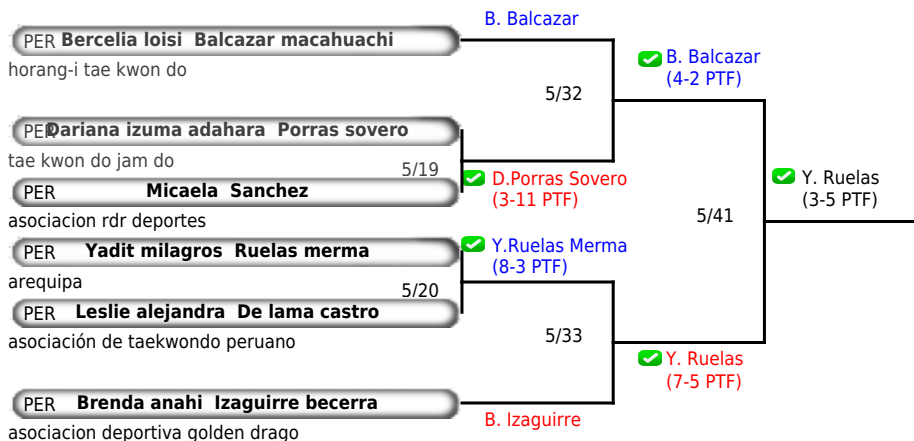 B. Balcazar
PER Bercelia loisi Balcazar macahuachi
horang-i tae kwon do
B. Balcazar
(4-2 PTF)
5/32
PER Dariana izuma adahara Porras sovero
tae kwon do jam do
5/19
PER Micaela Sanchez
D.Porras Sovero
(3-11 PTF)
asociacion rdr deportes
Y. Ruelas
(3-5 PTF)
5/41
PER Yadit milagros Ruelas merma
Y.Ruelas Merma
(8-3 PTF)
arequipa
5/20
PER Leslie alejandra De lama castro
asociación de taekwondo peruano
5/33
Y. Ruelas
(7-5 PTF)
PER Brenda anahi Izaguirre becerra
B. Izaguirre
asociacion deportiva golden drago